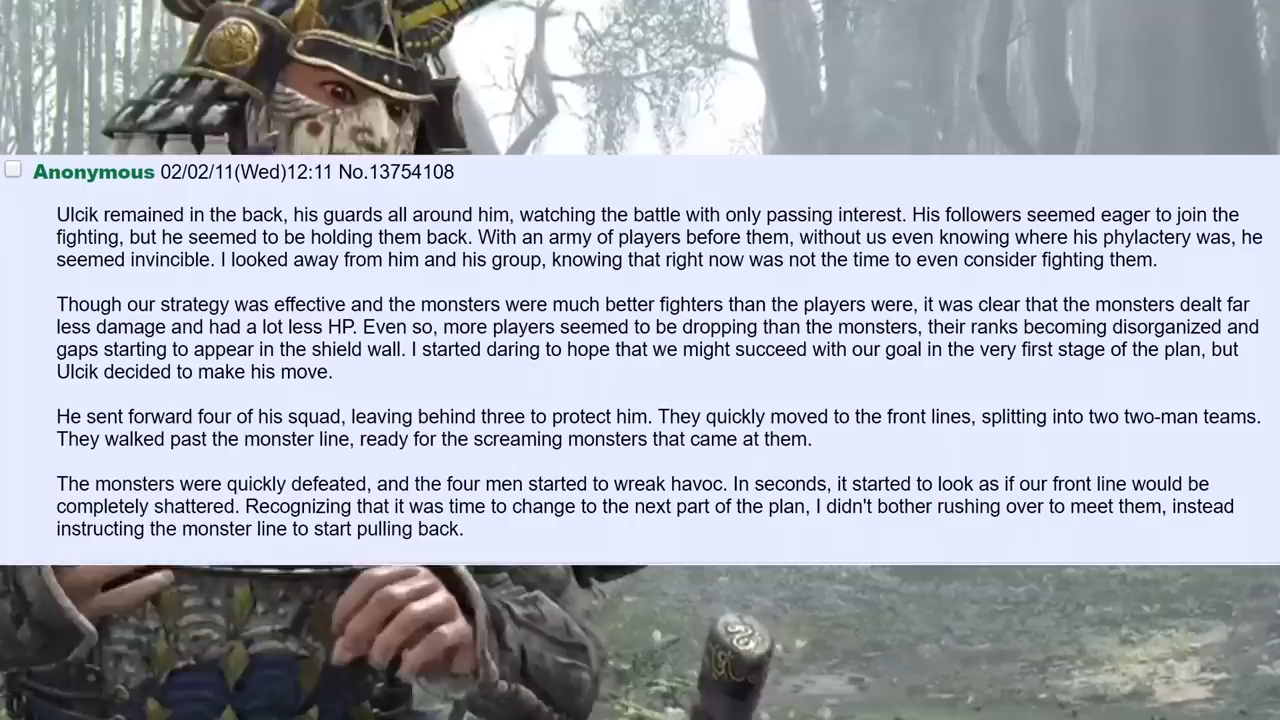 Anonymous 02/02/11(Wed)12:11 No.13754108
Ulcik remained in the back, his guards all around him, watching the battle with only passing interest. His followers seemed eager to join the
fighting, but he seemed to be holding them back. With an army of players before them, without us even knowing where his phylactery was, he
seemed invincible. I looked away from him and his group, knowing that right now was not the time to even consider fighting them.
Though our strategy was effective and the monsters were much better fighters than the players were, it was clear that the monsters dealt far
less damage and had a lot less HP. Even so, more players seemed to be dropping than the monsters, their ranks becoming disorganized and
gaps starting to appear in the shield wall. I started daring to hope that we might succeed with our goal in the very first stage of the plan, but
Ulcik decided to make his move.
He sent forward four of his squad, leaving behind three to protect him. They quickly moved to the front lines, splitting into two two-man teams.
They walked past the monster line, ready for the screaming monsters that came at them.
The monsters were quickly defeated, and the four men started to wreak havoc. In seconds, it started to look as if our front line would be
completely shattered. Recognizing that it was time to change to the next part of the plan, I didn't bother rushing over to meet them, instead
instructing the monster line to start pulling back.